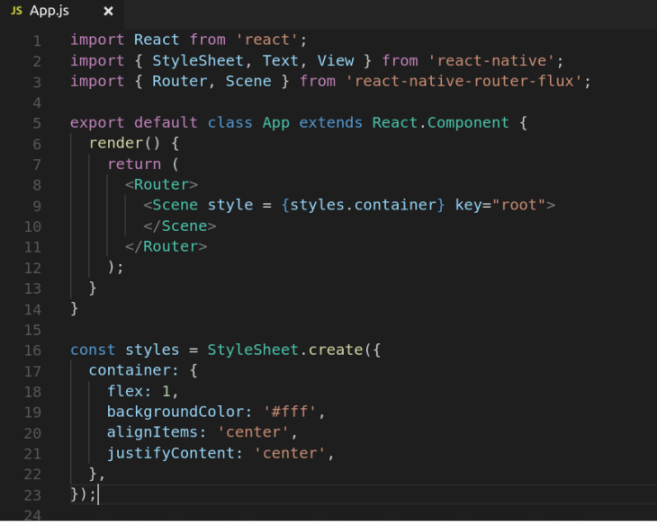 JS App.js ×
1 import React from 'react';
2 import { StyleSheet, Text, View } from 'react-native';
3 import { Router, Scene } from 'react-native-router-flux';
4
5 export default class App extends React.Component {
6   render() {
7     return (
8       <Router>
9         <Scene style = {styles.container} key="root">
10         </Scene>
11       </Router>
12     );
13   }
14 }
15
16 const styles = StyleSheet.create({
17   container: {
18     flex: 1,
19     backgroundColor: '#fff',
20     alignItems: 'center',
21     justifyContent: 'center',
22   },
23 });
24